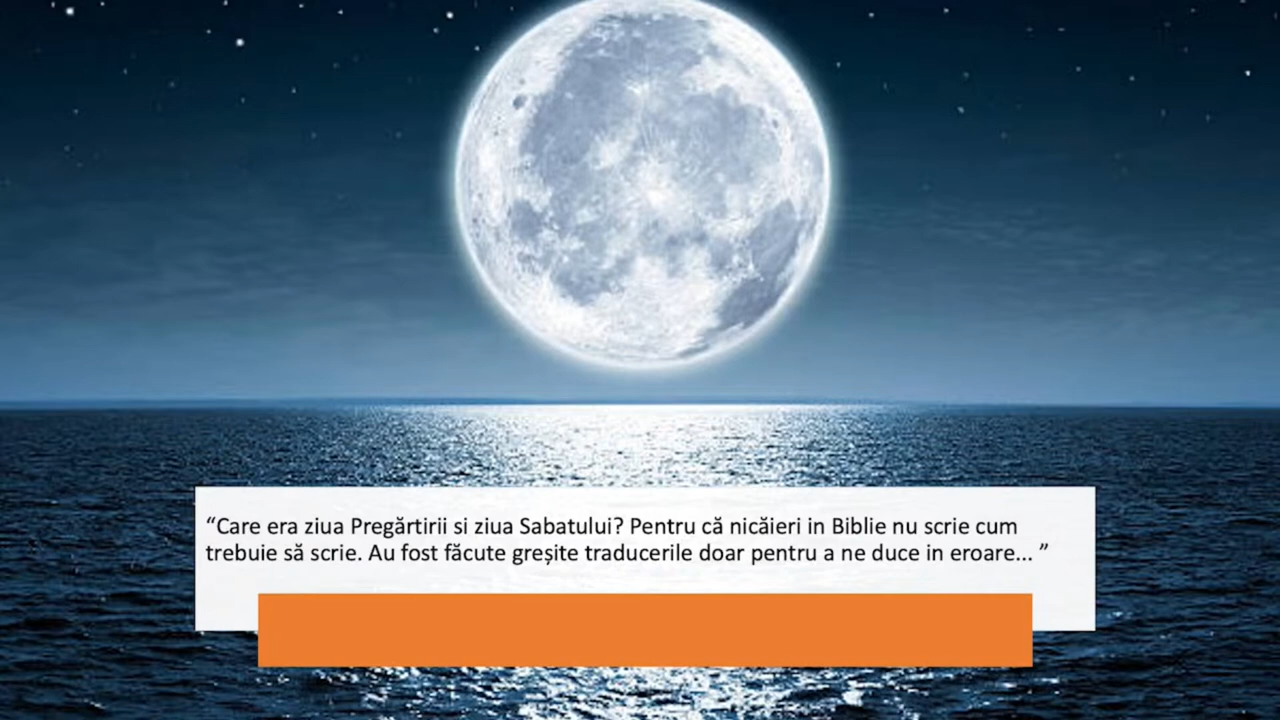 “Care era ziua Pregărtirii si ziua Sabatului? Pentru că nicăieri in Biblie nu scrie cum
trebuie să scrie. Au fost făcute greșite traducerile doar pentru a ne duce in eroare... ”